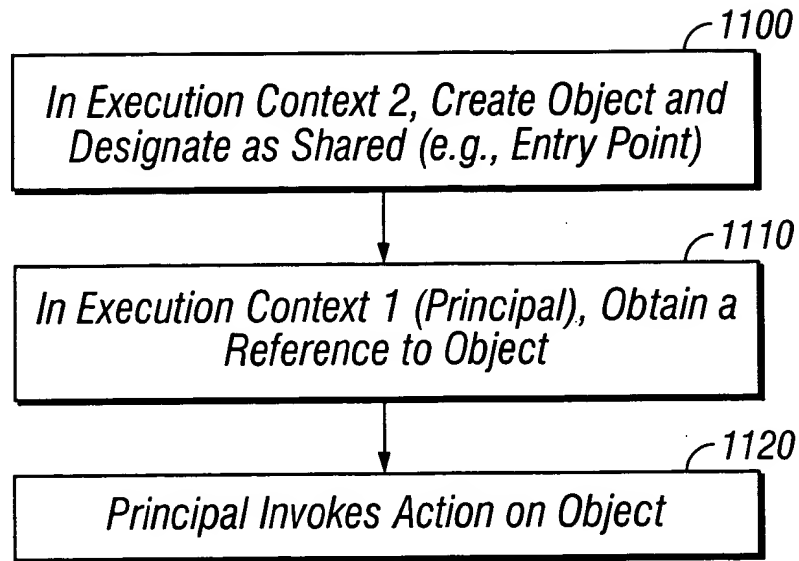 1100
In Execution Context 2, Create Object and
Designate as Shared (e.g., Entry Point)
1110
In Execution Context 1 (Principal), Obtain a
Reference to Object
1120
Principal Invokes Action on Object